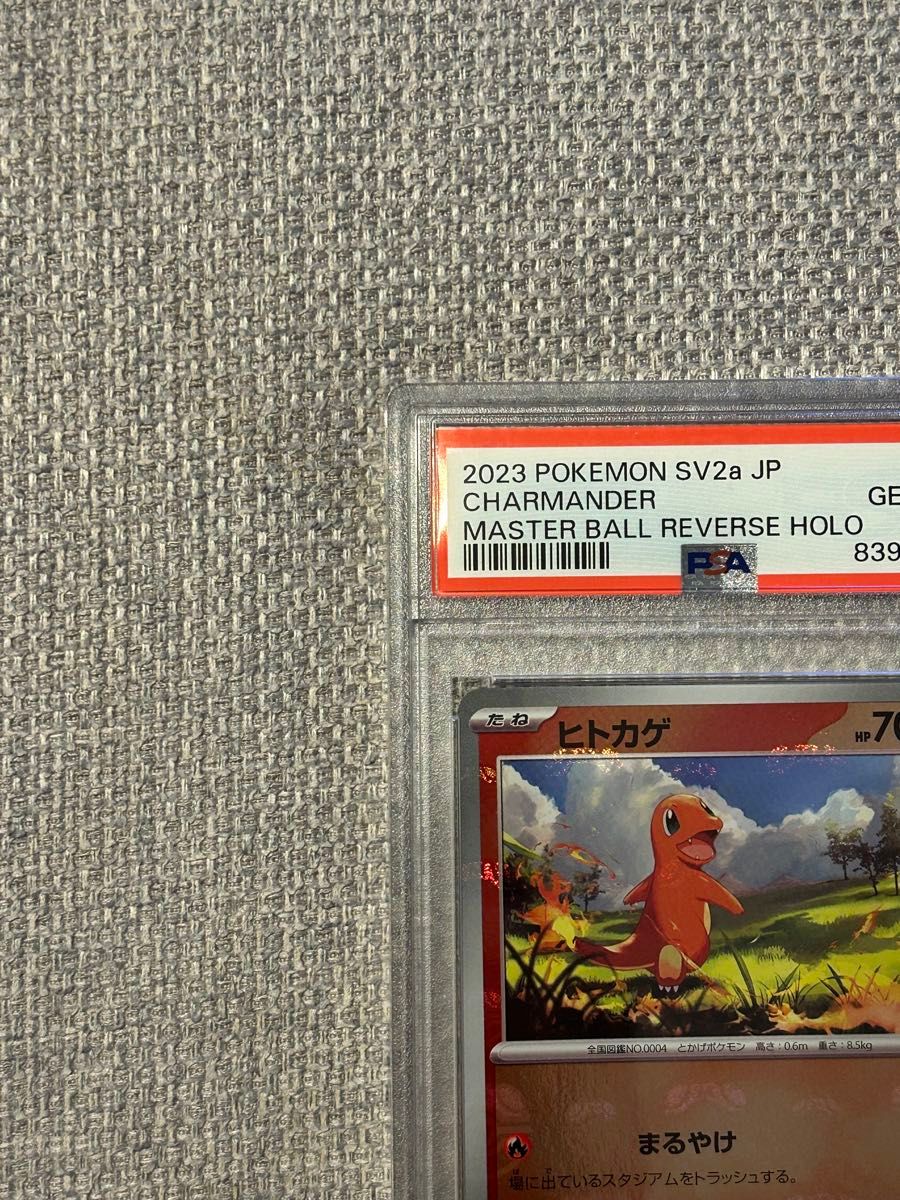 2023 POKEMON SV2a JP
CHARMANDER GE
MASTER BALL REVERSE HOLO
839
PSA
たね ヒトカゲ HP 70
全国図鑑NO.0004 とかげポケモン 高さ:0.6m 重さ:8.5kg
まるやけ
場に出ているスタジアムをトラッシュする。